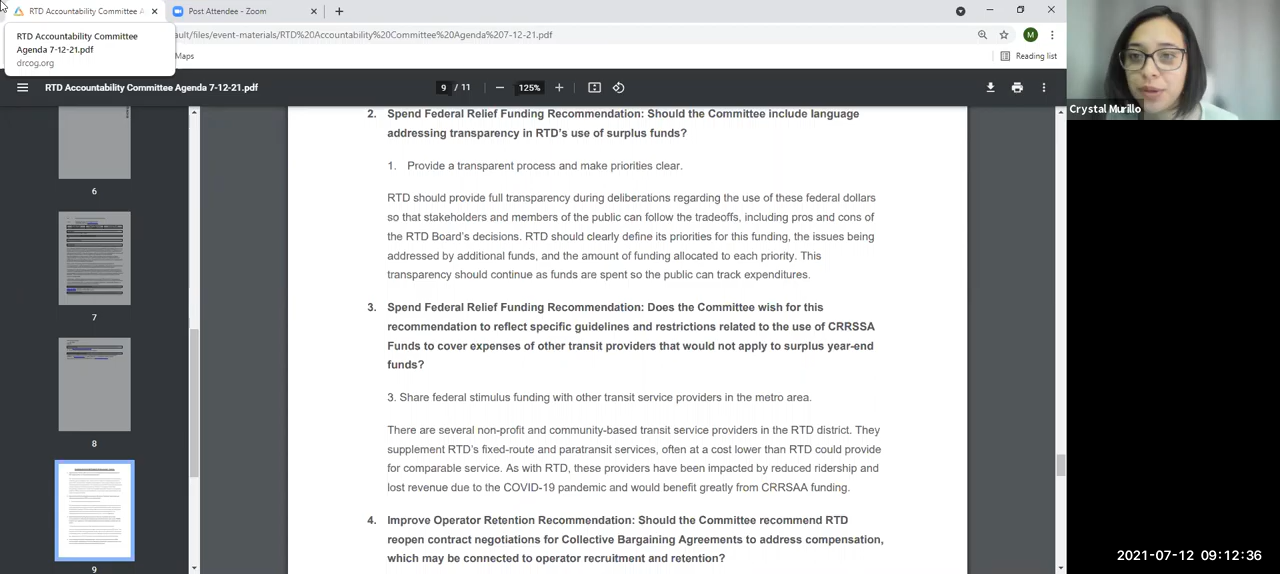 RTD Accountability Committee A
Post Attendee - Zoom
RTD Accountability Committee
Agenda 7-12-21.pdf
drcog.org
ault/files/event-materials/RTD%20Accountability%20Committee%20Agenda%207-12-21.pdf
M
Maps
Reading list
RTD Accountability Committee Agenda 7-12-21.pdf
9 / 11
125%
Crystal Murillo
2. Spend Federal Relief Funding Recommendation: Should the Committee include language
addressing transparency in RTD's use of surplus funds?
1. Provide a transparent process and make priorities clear.
RTD should provide full transparency during deliberations regarding the use of these federal dollars
so that stakeholders and members of the public can follow the tradeoffs, including pros and cons of
the RTD Board's decisions. RTD should clearly define its priorities for this funding, the issues being
addressed by additional funds, and the amount of funding allocated to each priority. This
transparency should continue as funds are spent so the public can track expenditures.
3. Spend Federal Relief Funding Recommendation: Does the Committee wish for this
recommendation to reflect specific guidelines and restrictions related to the use of CRRSSA
Funds to cover expenses of other transit providers that would not apply to surplus year-end
funds?
3. Share federal stimulus funding with other transit service providers in the metro area.
There are several non-profit and community-based transit service providers in the RTD district. They
supplement RTD's fixed-route and paratransit services, often at a cost lower than RTD could provide
for comparable service. As with RTD, these providers have been impacted by reduced ridership and
lost revenue due to the COVID-19 pandemic and would benefit greatly from CRRSAA funding.
4. Improve Operator Retention Recommendation: Should the Committee recommend RTD
reopen contract negotiations for Collective Bargaining Agreements to address compensation,
which may be connected to operator recruitment and retention?
6
7
8
9
2021-07-12 09:12:36